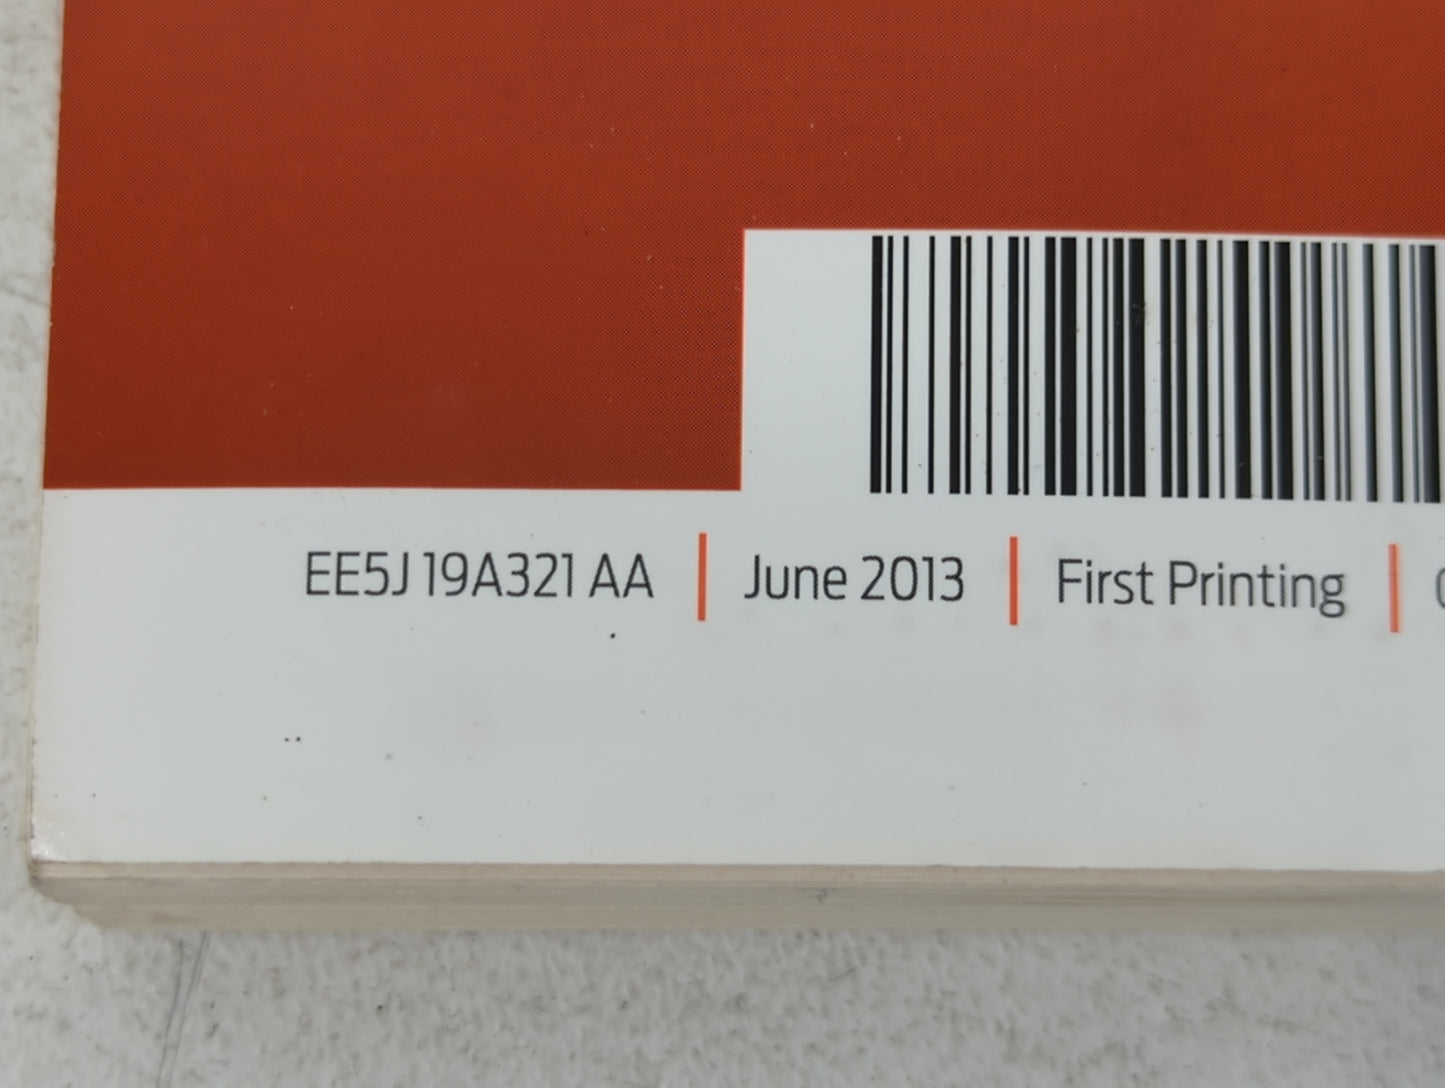 EE5J 19A321 AA | June 2013 | First Printing |